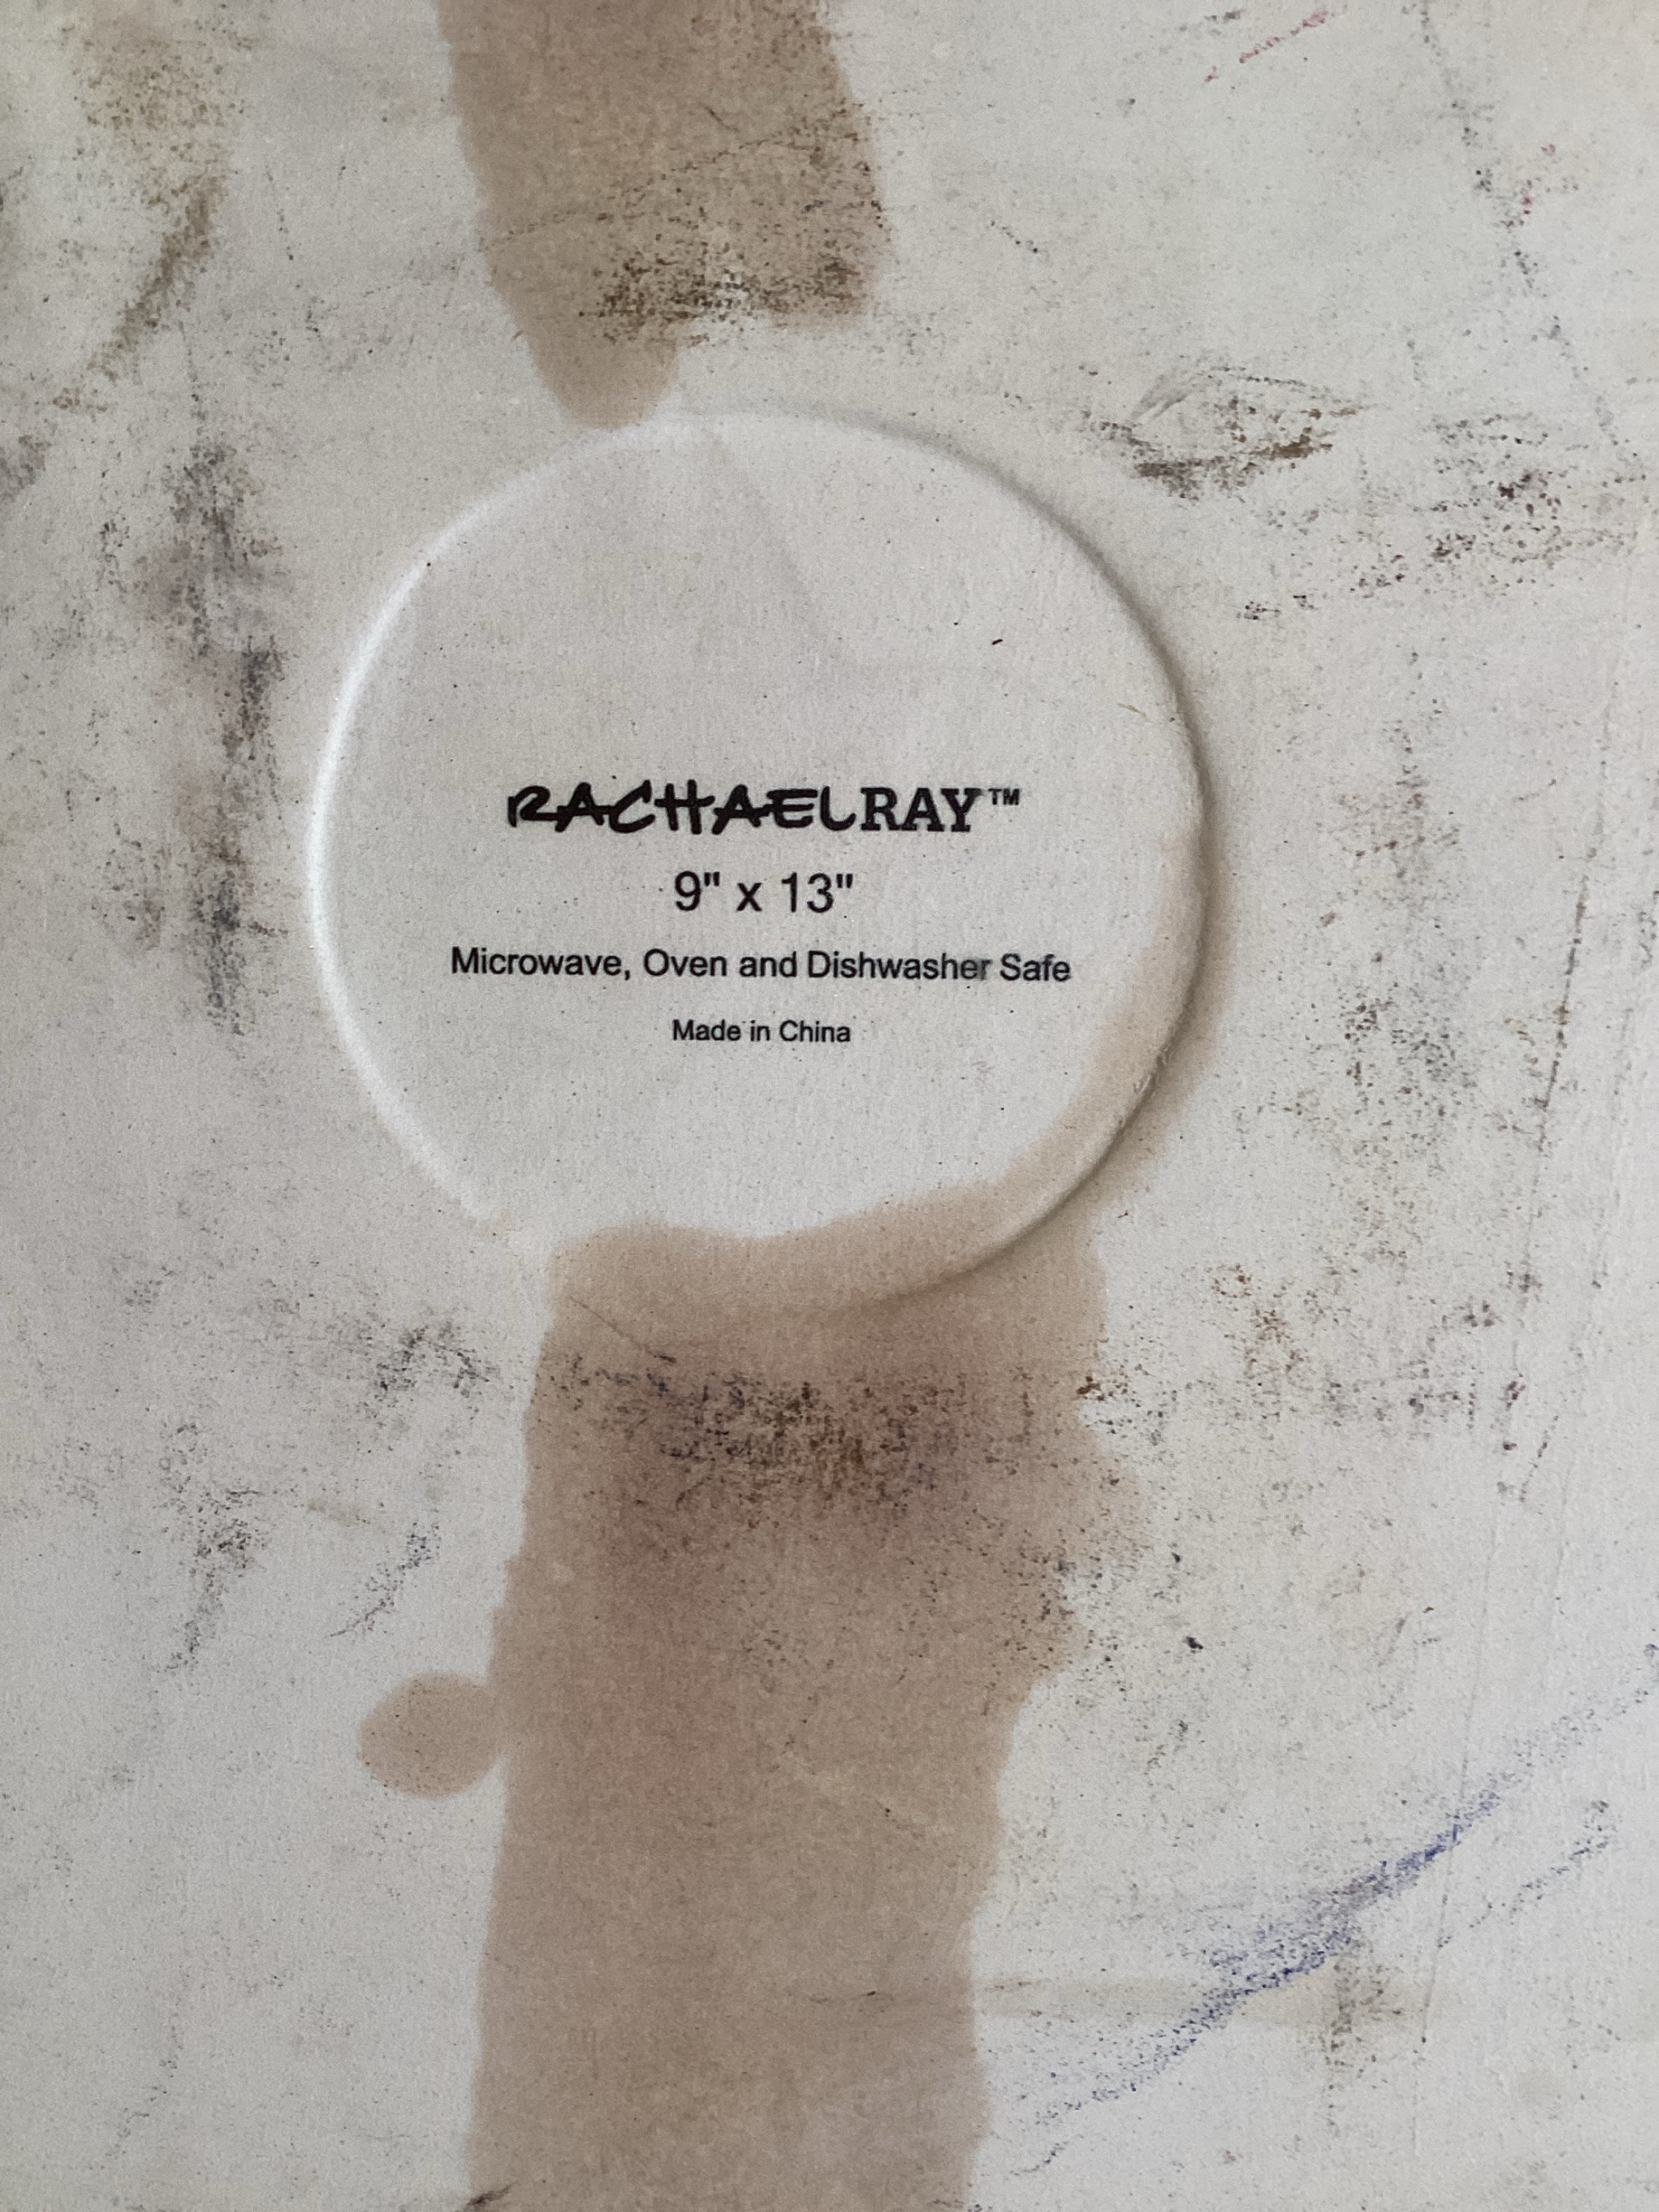 RACHAELRAY™
9" x 13"
Microwave, Oven and Dishwasher Safe
Made in China